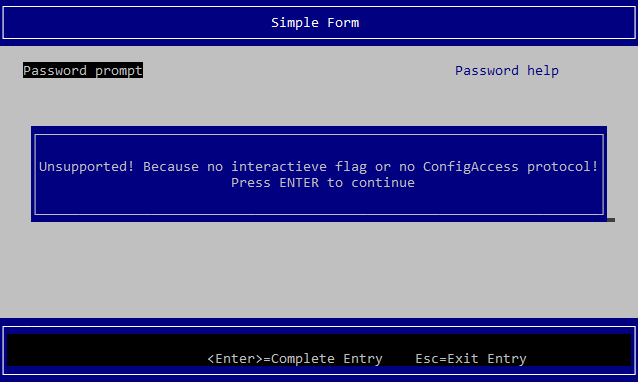 Simple Form
Password prompt Password help
Unsupported! Because no interactieve flag or no ConfigAccess protocol!
Press ENTER to continue
<Enter>=Complete Entry Esc=Exit Entry